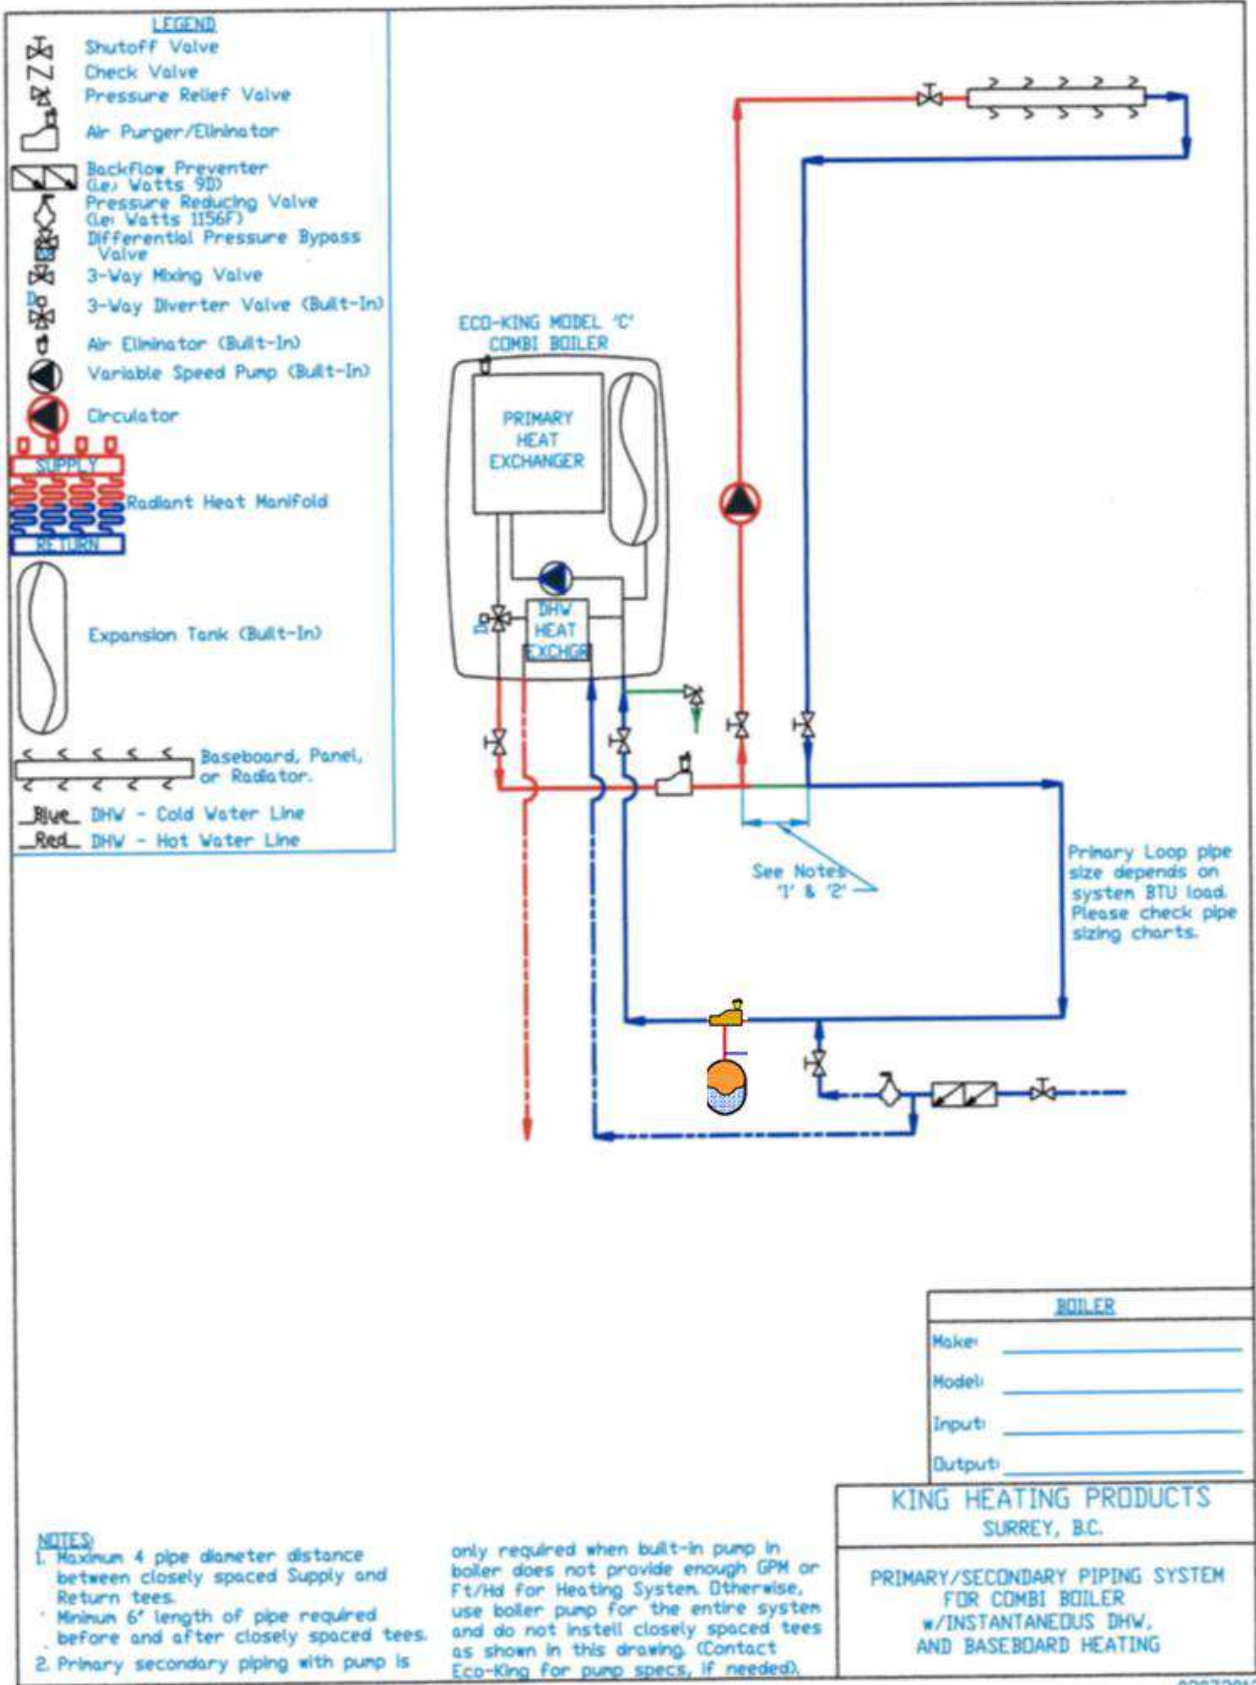 LEGEND
Shutoff Valve
Check Valve
Pressure Relief Valve
Air Purger/Eliminator
Backflow Preventer
(ie; Watts 9D)
Pressure Reducing Valve
(ie: Watts 1156F)
Differential Pressure Bypass
Valve
3-Way Mixing Valve
D
3-Way Diverter Valve (Built-In)
Air Eliminator (Built-In)
Variable Speed Pump (Built-In)
Circulator
SUPPLY
Radiant Heat Manifold
RETURN
Expansion Tank (Built-In)
Baseboard, Panel,
or Radiator.
Blue DHW - Cold Water Line
Red DHW - Hot Water Line
ECO-KING MODEL 'C'
COMBI BOILER
PRIMARY
HEAT
EXCHANGER
D
DHW
HEAT
EXCHGR
See Notes
'1' & '2'
Primary Loop pipe
size depends on
system BTU load.
Please check pipe
sizing charts.
BOILER
Make:
Model:
Input:
Output:
KING HEATING PRODUCTS
SURREY, B.C.
PRIMARY/SECONDARY PIPING SYSTEM
FOR COMBI BOILER
w/INSTANTANEOUS DHW,
AND BASEBOARD HEATING
NOTES:
1. Maximum 4 pipe diameter distance
between closely spaced Supply and
Return tees.
Minimum 6" length of pipe required
before and after closely spaced tees.
2. Primary secondary piping with pump is
only required when built-in pump in
boiler does not provide enough GPM or
Ft/Hd for Heating System. Otherwise,
use boiler pump for the entire system
and do not install closely spaced tees
as shown in this drawing. (Contact
Eco-King for pump specs, if needed).